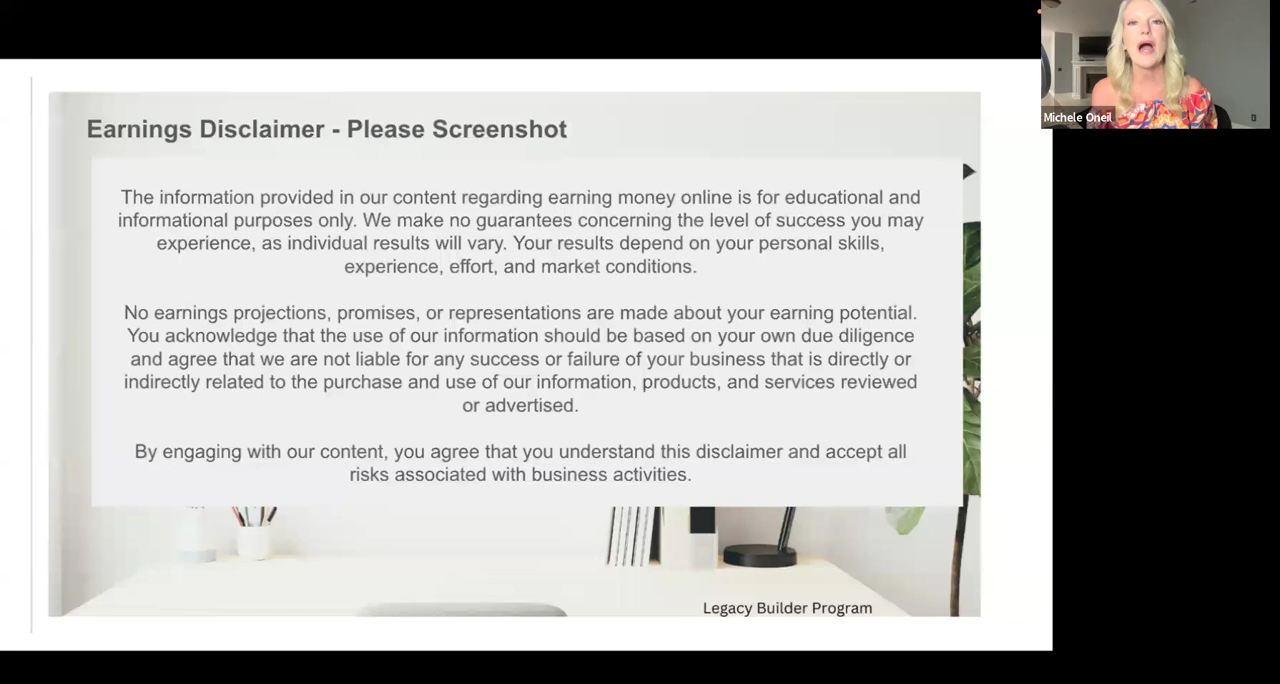 Earnings Disclaimer - Please Screenshot
The information provided in our content regarding earning money online is for educational and
informational purposes only. We make no guarantees concerning the level of success you may
experience, as individual results will vary. Your results depend on your personal skills,
experience, effort, and market conditions.
No earnings projections, promises, or representations are made about your earning potential.
You acknowledge that the use of our information should be based on your own due diligence
and agree that we are not liable for any success or failure of your business that is directly or
indirectly related to the purchase and use of our information, products, and services reviewed
or advertised.
By engaging with our content, you agree that you understand this disclaimer and accept all
risks associated with business activities.
Legacy Builder Program
Michele Oneil